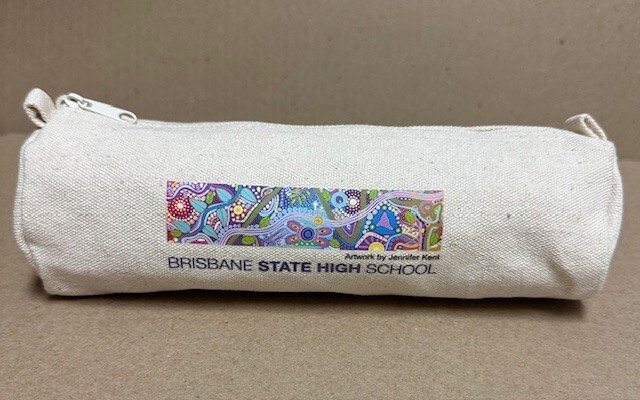 Artwork by Jennifer Kent
BRISBANE STATE HIGH SCHOOL